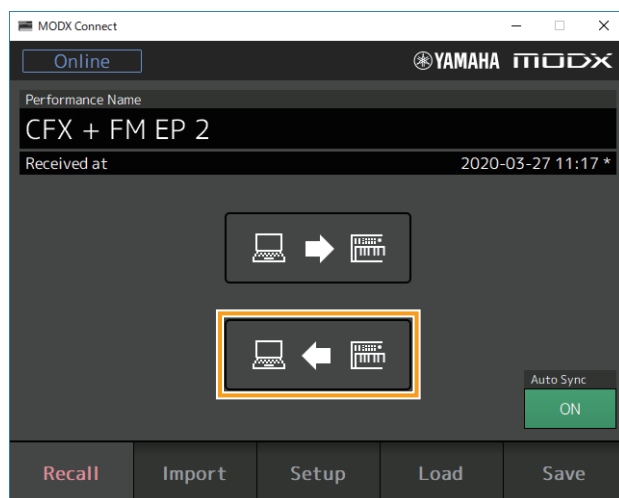 MODX Connect
Online
YAMAHA MODX
Performance Name
CFX + FM EP 2
Received at 2020-03-27 11:17 *
Auto Sync
ON
Recall Import Setup Load Save